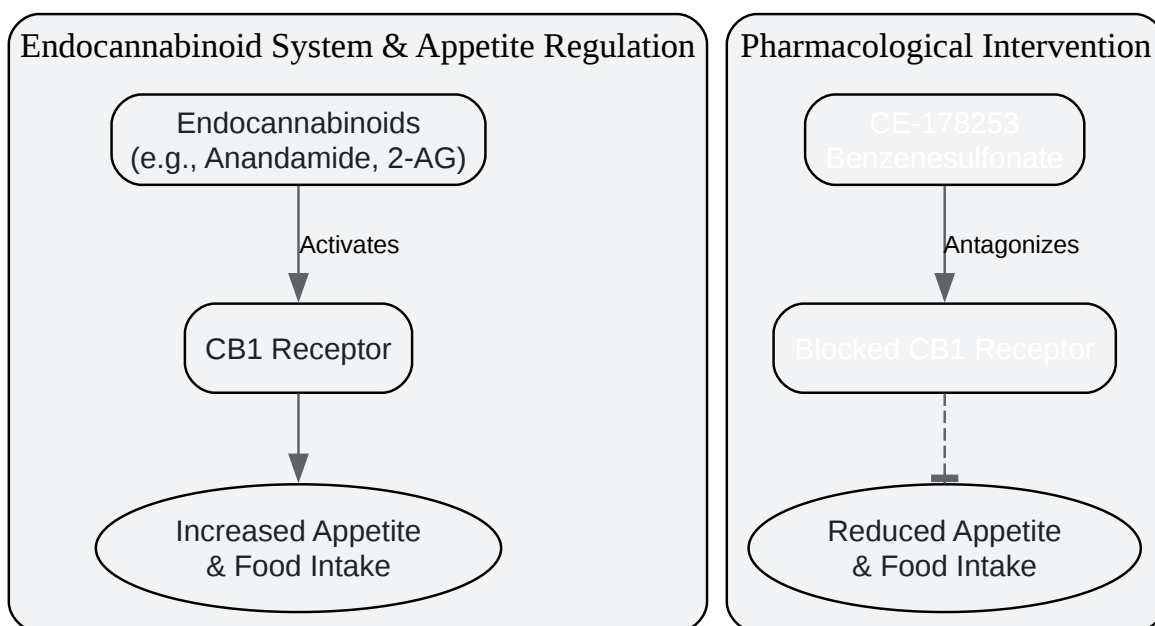 Endocannabinoid System & Appetite Regulation
Endocannabinoids
(e.g., Anandamide, 2-AG)
Activates
CB1 Receptor
Increased Appetite
& Food Intake
Pharmacological Intervention
CE-178253
Benzenesulfonate
Antagonizes
Blocked CB1 Receptor
Reduced Appetite
& Food Intake